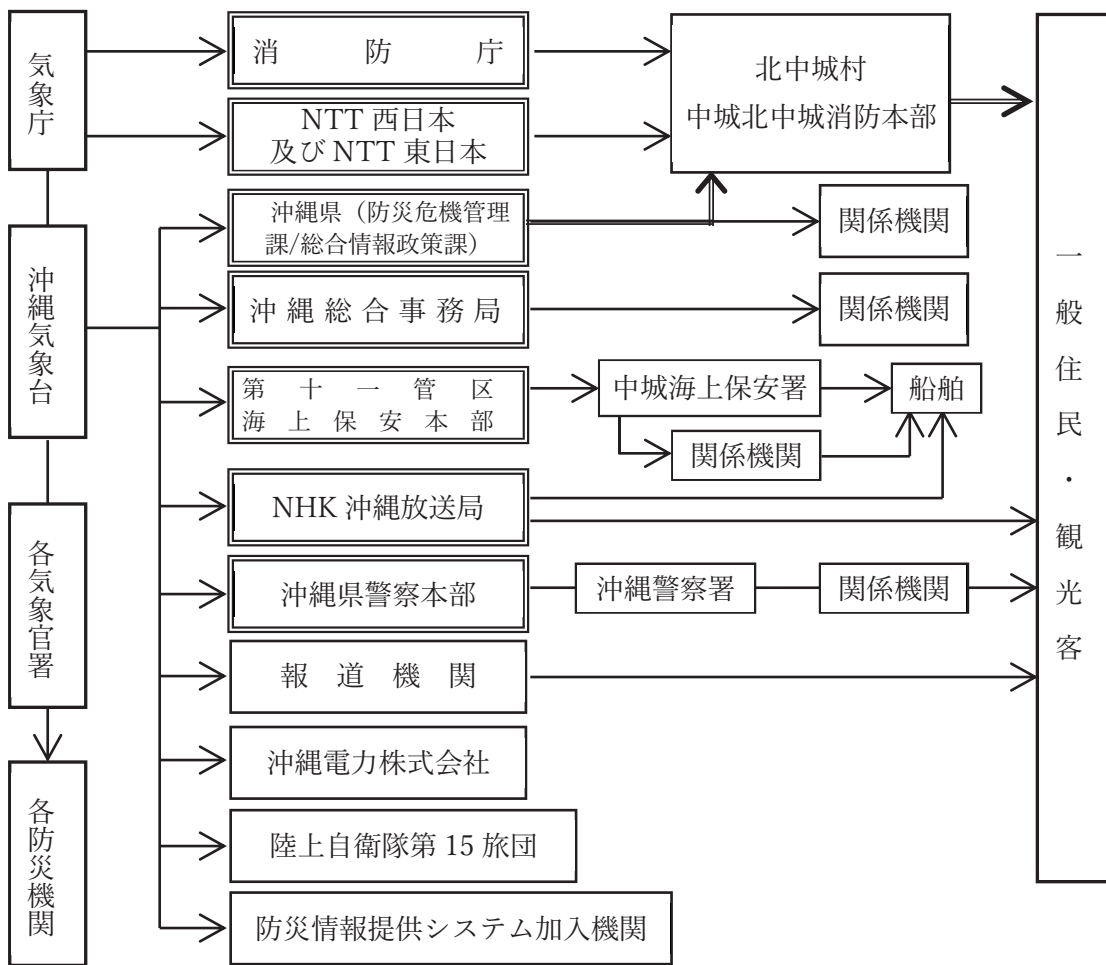 気象庁
消防庁
NTT 西日本
及び NTT 東日本
北中城村
中城北中城消防本部
沖縄気象台
沖縄県（防災危機管理
課/総合情報政策課）
関係機関
沖縄総合事務局
関係機関
第十一管区
海上保安本部
中城海上保安署
船舶
関係機関
各気象官署
NHK 沖縄放送局
沖縄県警察本部
沖縄警察署
関係機関
報道機関
沖縄電力株式会社
各防災機関
陸上自衛隊第 15 旅団
防災情報提供システム加入機関
一般住民・観光客